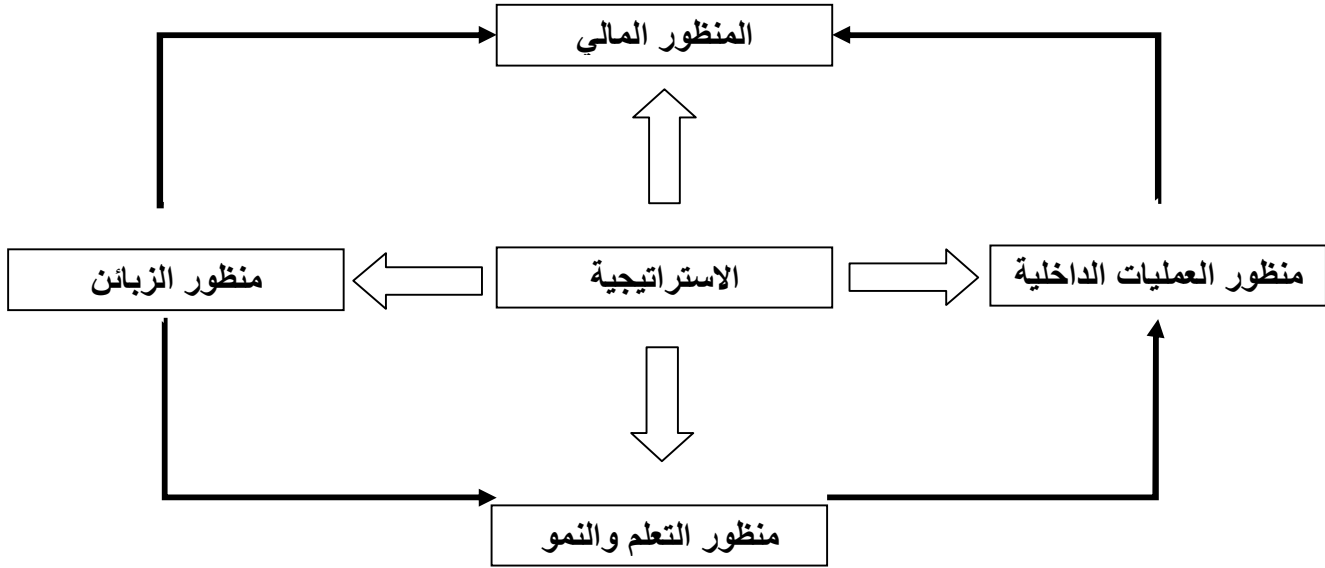 المنظور المالي
منظور العمليات الداخلية
الاستراتيجية
منظور الزبائن
منظور التعلم والنمو